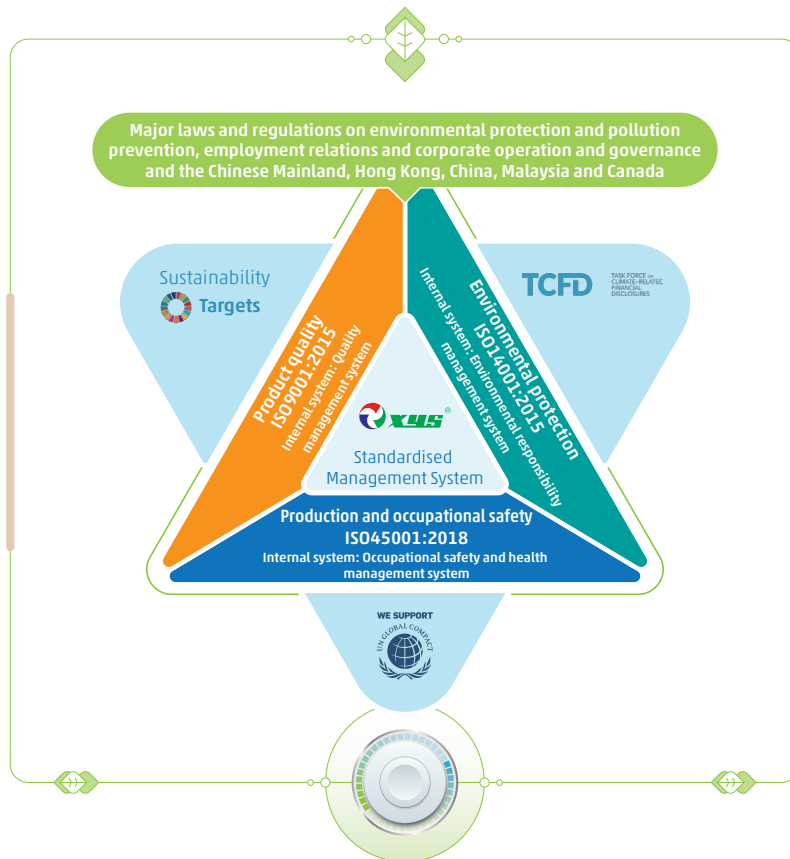 Major laws and regulations on environmental protection and pollution
prevention, employment relations and corporate operation and governance
and the Chinese Mainland, Hong Kong, China, Malaysia and Canada
Sustainability
Targets
TCFD
TASK FORCE ON
CLIMATE-RELATED
FINANCIAL
DISCLOSURES
Product quality
ISO9001:2015
Internal system: Quality
management system
Environmental protection
ISO14001:2015
Internal system: Environmental responsibility
management system
XYS®
Standardised
Management System
Production and occupational safety
ISO45001:2018
Internal system: Occupational safety and health
management system
WE SUPPORT
UN GLOBAL COMPACT